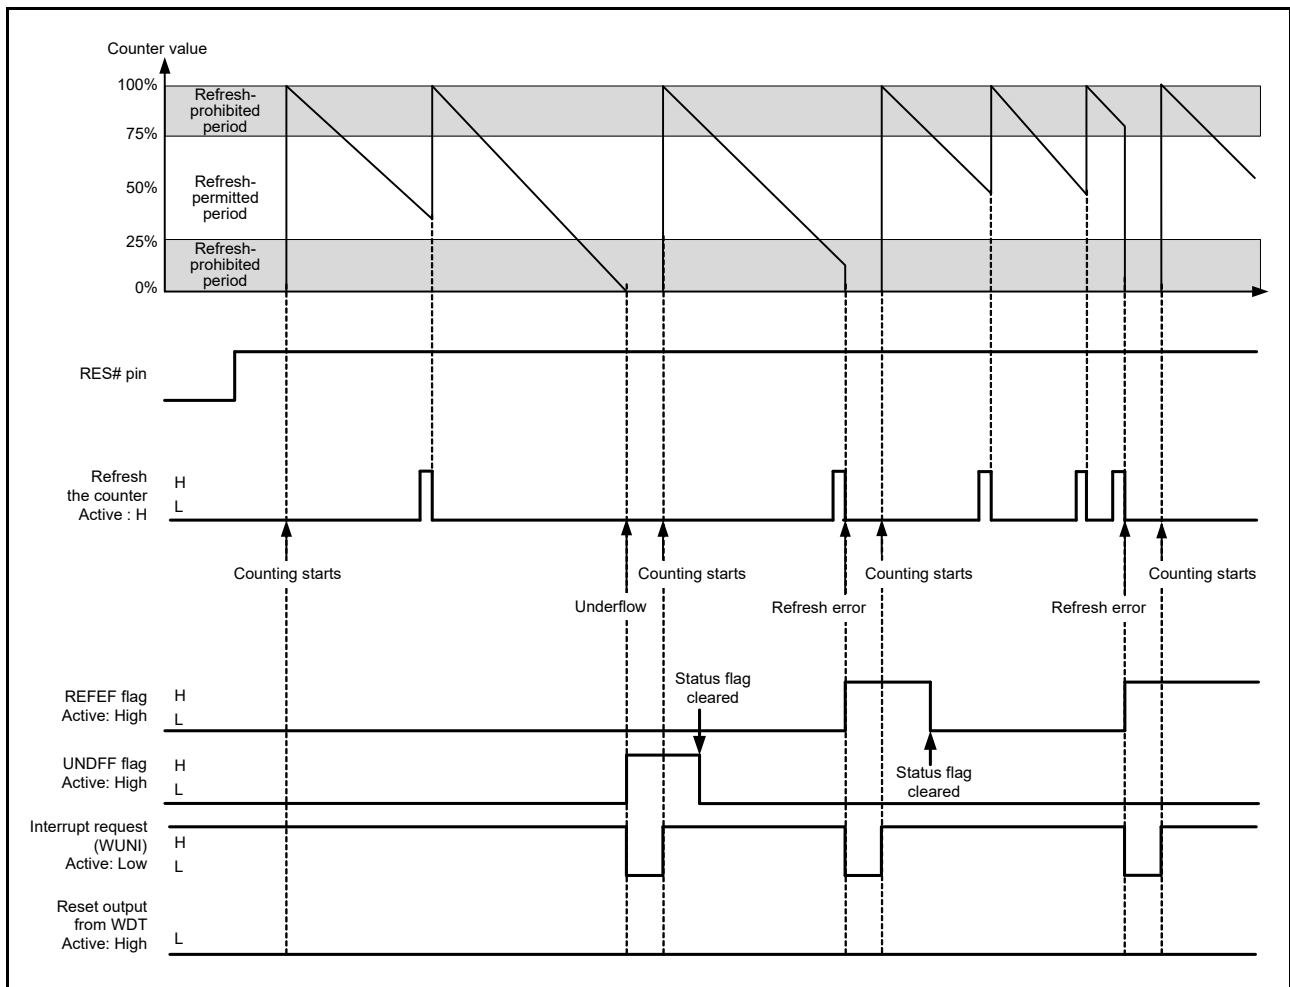 Counter value
100%
Refresh-
prohibited
period
75%
Refresh-
permitted
period
50%
25%
Refresh-
prohibited
period
0%
RES# pin
Refresh
the counter
Active : H
H
L
Counting starts
Counting starts
Counting starts
Counting starts
Underflow
Refresh error
Refresh error
REFEF flag
Active: High
H
L
Status flag
cleared
UNDFF flag
Active: High
H
L
Status flag
cleared
Interrupt request
(WUNI)
Active: Low
H
L
Reset output
from WDT
Active: High
L